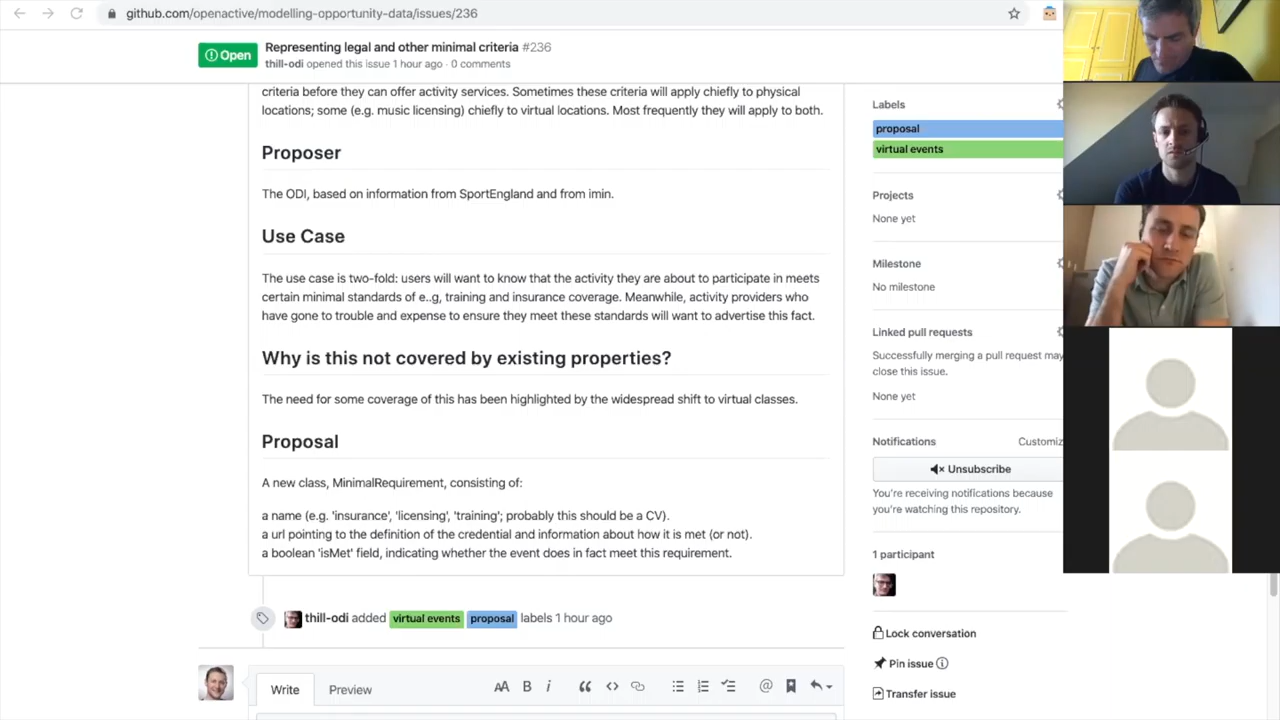 github.com/openactive/modelling-opportunity-data/issues/236
Open
Representing legal and other minimal criteria #236
thill-odi opened this issue 1 hour ago · 0 comments
criteria before they can offer activity services. Sometimes these criteria will apply chiefly to physical
locations; some (e.g. music licensing) chiefly to virtual locations. Most frequently they will apply to both.
Proposer
The ODI, based on information from SportEngland and from imin.
Use Case
The use case is two-fold: users will want to know that the activity they are about to participate in meets
certain minimal standards of e..g, training and insurance coverage. Meanwhile, activity providers who
have gone to trouble and expense to ensure they meet these standards will want to advertise this fact.
Why is this not covered by existing properties?
The need for some coverage of this has been highlighted by the widespread shift to virtual classes.
Proposal
A new class, MinimalRequirement, consisting of:
a name (e.g. 'insurance', 'licensing', 'training'; probably this should be a CV).
a url pointing to the definition of the credential and information about how it is met (or not).
a boolean 'isMet' field, indicating whether the event does in fact meet this requirement.
thill-odi added virtual events proposal labels 1 hour ago
Write
Preview
AA B i
Labels
proposal
virtual events
Projects
None yet
Milestone
No milestone
Linked pull requests
Successfully merging a pull request may
close this issue.
None yet
Notifications
Customiz
Unsubscribe
You're receiving notifications because
you're watching this repository.
1 participant
Lock conversation
Pin issue
Transfer issue